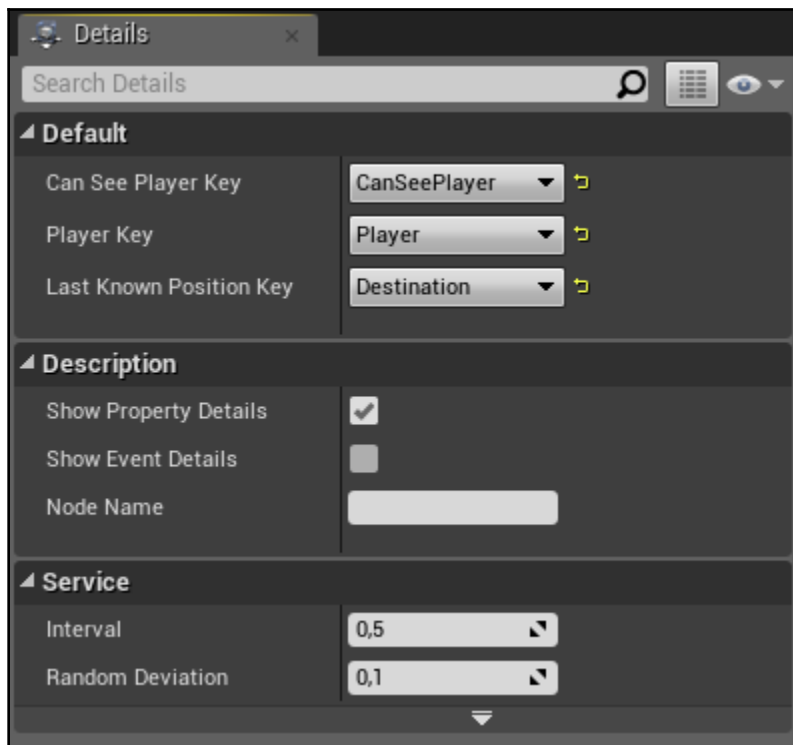 Details
Search Details
Default
Can See Player Key CanSeePlayer
Player Key Player
Last Known Position Key Destination
Description
Show Property Details
Show Event Details
Node Name
Service
Interval 0,5
Random Deviation 0,1